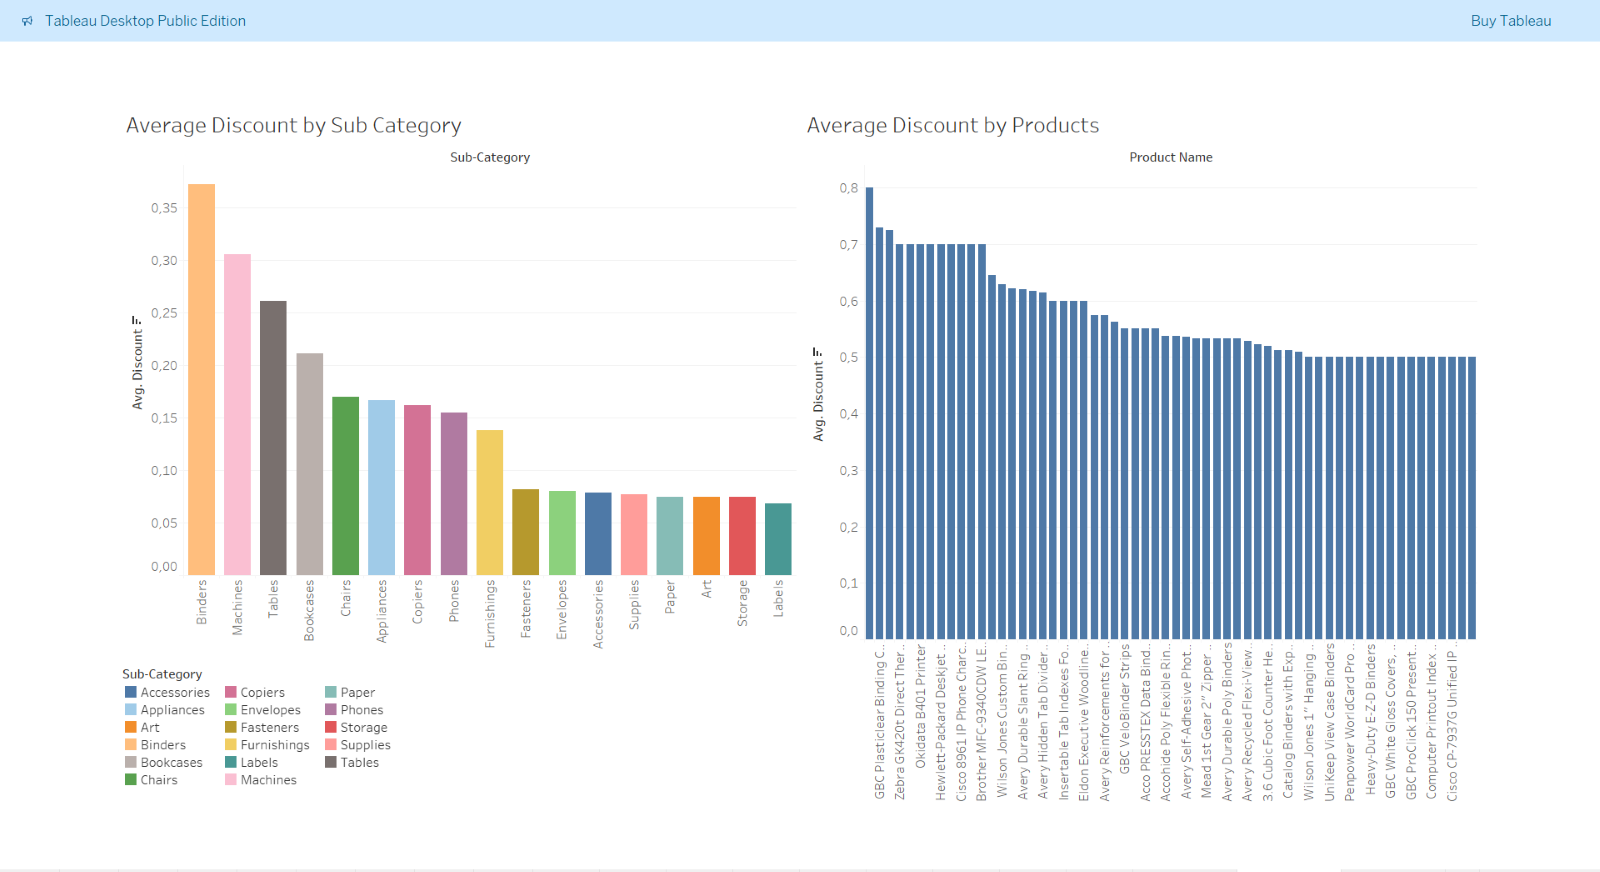 Tableau Desktop Public Edition
Buy Tableau
Average Discount by Sub Category
Sub-Category
Avg. Discount
0,35
0,30
0,25
0,20
0,15
0,10
0,05
0,00
Binders
Machines
Tables
Bookcases
Chairs
Appliances
Copiers
Phones
Furnishings
Fasteners
Envelopes
Accessories
Supplies
Paper
Art
Storage
Labels
Sub-Category
Accessories
Appliances
Art
Binders
Bookcases
Chairs
Copiers
Envelopes
Fasteners
Furnishings
Labels
Machines
Paper
Phones
Storage
Supplies
Tables
Average Discount by Products
Product Name
Avg. Discount
0,8
0,7
0,6
0,5
0,4
0,3
0,2
0,1
0,0
GBC Plasticlear Binding C..
Zebra GK420t Direct Ther..
Okidata B401 Printer
Hewlett-Packard Deskjet ..
Cisco 8961 IP Phone Charc..
Brother MFC-9340CDW LE..
Wilson Jones Custom Bin..
Avery Durable Slant Ring ..
Avery Hidden Tab Divider..
Insertable Tab Indexes Fo..
Eldon Executive Woodline..
Avery Reinforcements for ..
GBC VeloBinder Strips
Acco PRESSTEX Data Bind..
Accohide Poly Flexible Rin..
Avery Self-Adhesive Phot..
Mead 1st Gear 2" Zipper ..
Avery Durable Poly Binders
Avery Recycled Flexi-View..
3.6 Cubic Foot Counter He..
Catalog Binders with Exp..
Wilson Jones 1" Hanging ..
UniKeep View Case Binders
Penpower WorldCard Pro ..
Heavy-Duty E-Z-D Binders
GBC White Gloss Covers, ..
GBC ProClick 150 Present..
Computer Printout Index ..
Cisco CP-7937G Unified IP ..